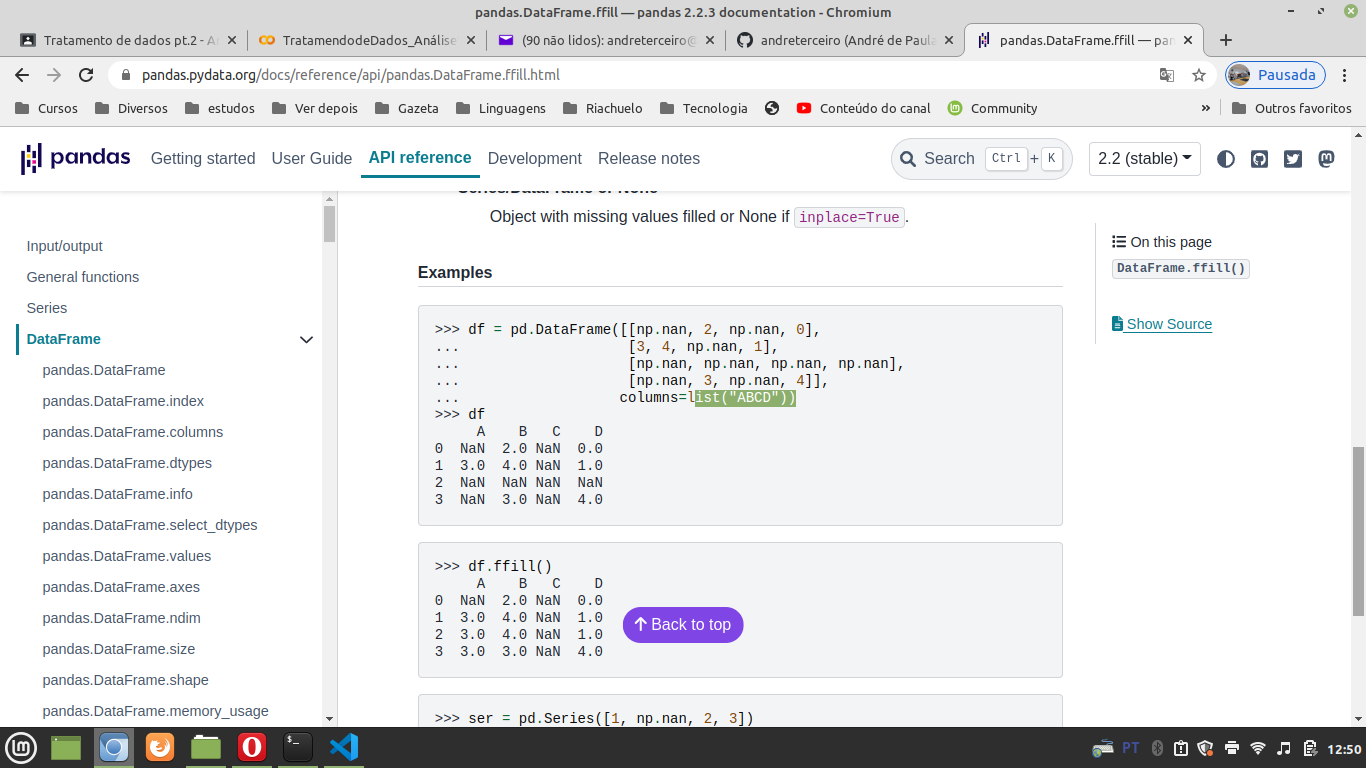 pandas.DataFrame.ffill — pandas 2.2.3 documentation - Chromium
Tratamento de dados pt.2 - A
TratamendodeDados_Análise
(90 não lidos): andreterceiro@
andreterceiro (André de Paula
pandas.DataFrame.ffill — pan
pandas.pydata.org/docs/reference/api/pandas.DataFrame.ffill.html
Pausada
Cursos
Diversos
estudos
Ver depois
Gazeta
Linguagens
Riachuelo
Tecnologia
Conteúdo do canal
Community
»
Outros favoritos
pandas
Getting started
User Guide
API reference
Development
Release notes
Search Ctrl + K
2.2 (stable)
Input/output
General functions
Series
DataFrame
pandas.DataFrame
pandas.DataFrame.index
pandas.DataFrame.columns
pandas.DataFrame.dtypes
pandas.DataFrame.info
pandas.DataFrame.select_dtypes
pandas.DataFrame.values
pandas.DataFrame.axes
pandas.DataFrame.ndim
pandas.DataFrame.size
pandas.DataFrame.shape
pandas.DataFrame.memory_usage
Series/DataFrame or None
Object with missing values filled or None if inplace=True.
Examples
>>> df = pd.DataFrame([[np.nan, 2, np.nan, 0],
...                    [3, 4, np.nan, 1],
...                    [np.nan, np.nan, np.nan, np.nan],
...                    [np.nan, 3, np.nan, 4]],
...                   columns=list("ABCD"))
>>> df
     A    B   C    D
0  NaN  2.0 NaN  0.0
1  3.0  4.0 NaN  1.0
2  NaN  NaN NaN  NaN
3  NaN  3.0 NaN  4.0
>>> df.ffill()
     A    B   C    D
0  NaN  2.0 NaN  0.0
1  3.0  4.0 NaN  1.0
2  3.0  4.0 NaN  1.0
3  3.0  3.0 NaN  4.0
Back to top
>>> ser = pd.Series([1, np.nan, 2, 3])
On this page
DataFrame.ffill()
Show Source
PT
12:50